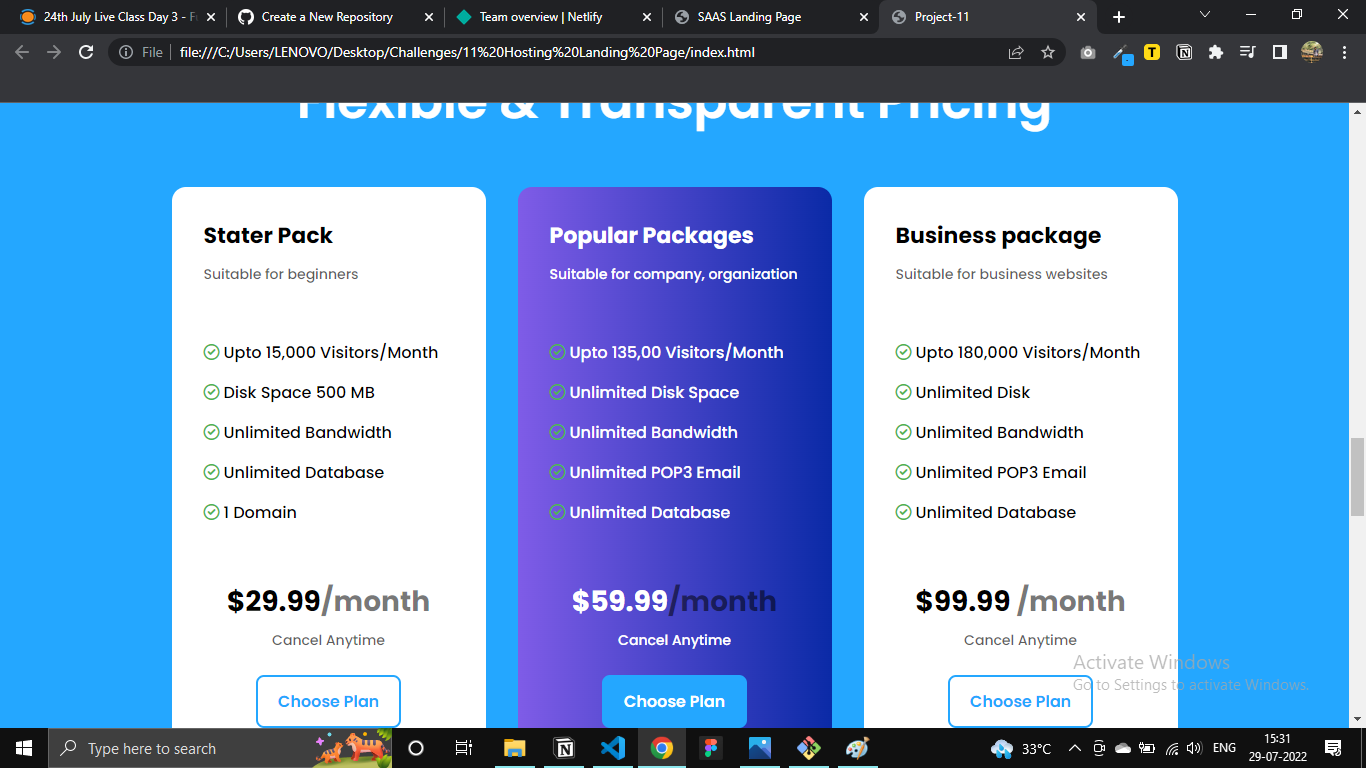 24th July Live Class Day 3 - Fu
Create a New Repository
Team overview | Netlify
SAAS Landing Page
Project-11
File
file:///C:/Users/LENOVO/Desktop/Challenges/11%20Hosting%20Landing%20Page/index.html
Flexible & Transparent Pricing
Stater Pack
Suitable for beginners
Upto 15,000 Visitors/Month
Disk Space 500 MB
Unlimited Bandwidth
Unlimited Database
1 Domain
$29.99/month
Cancel Anytime
Choose Plan
Popular Packages
Suitable for company, organization
Upto 135,00 Visitors/Month
Unlimited Disk Space
Unlimited Bandwidth
Unlimited POP3 Email
Unlimited Database
$59.99/month
Cancel Anytime
Choose Plan
Business package
Suitable for business websites
Upto 180,000 Visitors/Month
Unlimited Disk
Unlimited Bandwidth
Unlimited POP3 Email
Unlimited Database
$99.99 /month
Cancel Anytime
Choose Plan
Activate Windows
Go to Settings to activate Windows.
Type here to search
33°C
ENG
15:31
29-07-2022